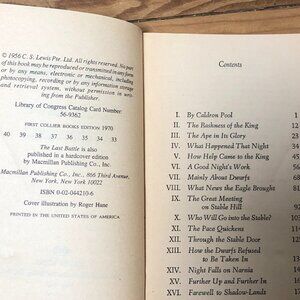 © 1956 C. S. Lewis Pte. Ltd. All rights reserved. No part
of this book may be reproduced or transmitted in any form
or by any means, electronic or mechanical, including
photocopying, recording or by any information storage
and retrieval system, without permission in writ-
ing from the Publisher.
Library of Congress Catalog Card Number:
56-9362
FIRST COLLIER BOOKS EDITION 1970
40 39 38 37 36 35 34 33
The Last Battle is also
published in a hardcover edition
by Macmillan Publishing Co., Inc.
Macmillan Publishing Co., Inc., 866 Third Avenue,
New York, New York 10022
ISBN 0-02-044210-6
Cover illustration by Roger Hane
PRINTED IN THE UNITED STATES OF AMERICA
Contents
I. By Caldron Pool
II. The Rashness of the King
III. The Ape in Its Glory
IV. What Happened That Night
V. How Help Came to the King
VI. A Good Night's Work
VII. Mainly About Dwarfs
VIII. What News the Eagle Brought
IX. The Great Meeting
on Stable Hill
X. Who Will Go into the Stable?
XI. The Pace Quickens
XII. Through the Stable Door
XIII. How the Dwarfs Refused
to Be Taken In
XIV. Night Falls on Narnia
XV. Further Up and Further In
XVI. Farewell to Shadow-Lands